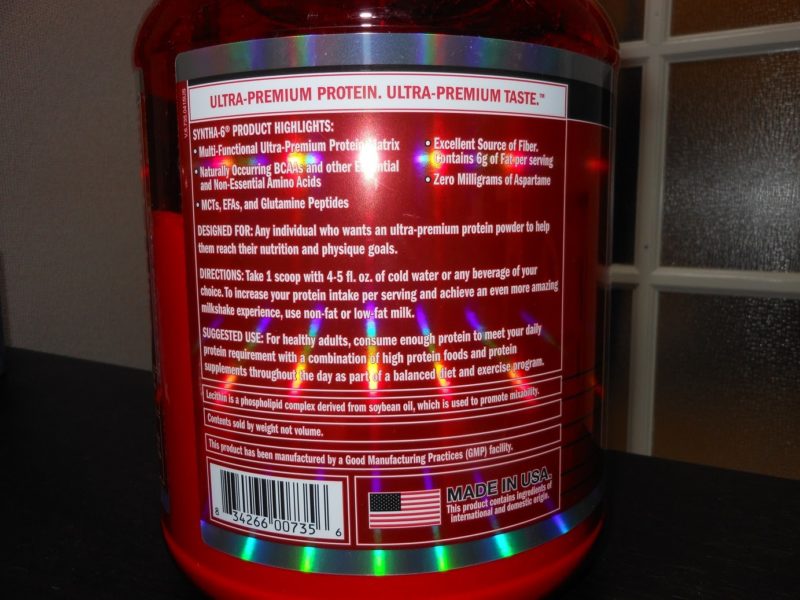 ULTRA-PREMIUM PROTEIN. ULTRA-PREMIUM TASTE.™
SYNTHA-6® PRODUCT HIGHLIGHTS:
• Multi-Functional Ultra-Premium Protein Matrix
• Naturally Occurring BCAAs and other Essential
and Non-Essential Amino Acids
• MCTs, EFAs, and Glutamine Peptides
• Excellent Source of Fiber.
Contains 6g of Fat per serving
• Zero Milligrams of Aspartame
DESIGNED FOR: Any individual who wants an ultra-premium protein powder to help
them reach their nutrition and physique goals.
DIRECTIONS: Take 1 scoop with 4-5 fl. oz. of cold water or any beverage of your
choice. To increase your protein intake per serving and achieve an even more amazing
milkshake experience, use non-fat or low-fat milk.
SUGGESTED USE: For healthy adults, consume enough protein to meet your daily
protein requirement with a combination of high protein foods and protein
supplements throughout the day as part of a balanced diet and exercise program.
Lecithin is a phospholipid complex derived from soybean oil, which is used to promote mixability.
Contents sold by weight not volume.
This product has been manufactured by a Good Manufacturing Practices (GMP) facility.
8 34266 00735 6
MADE IN USA.
This product contains ingredients of
international and domestic origin.